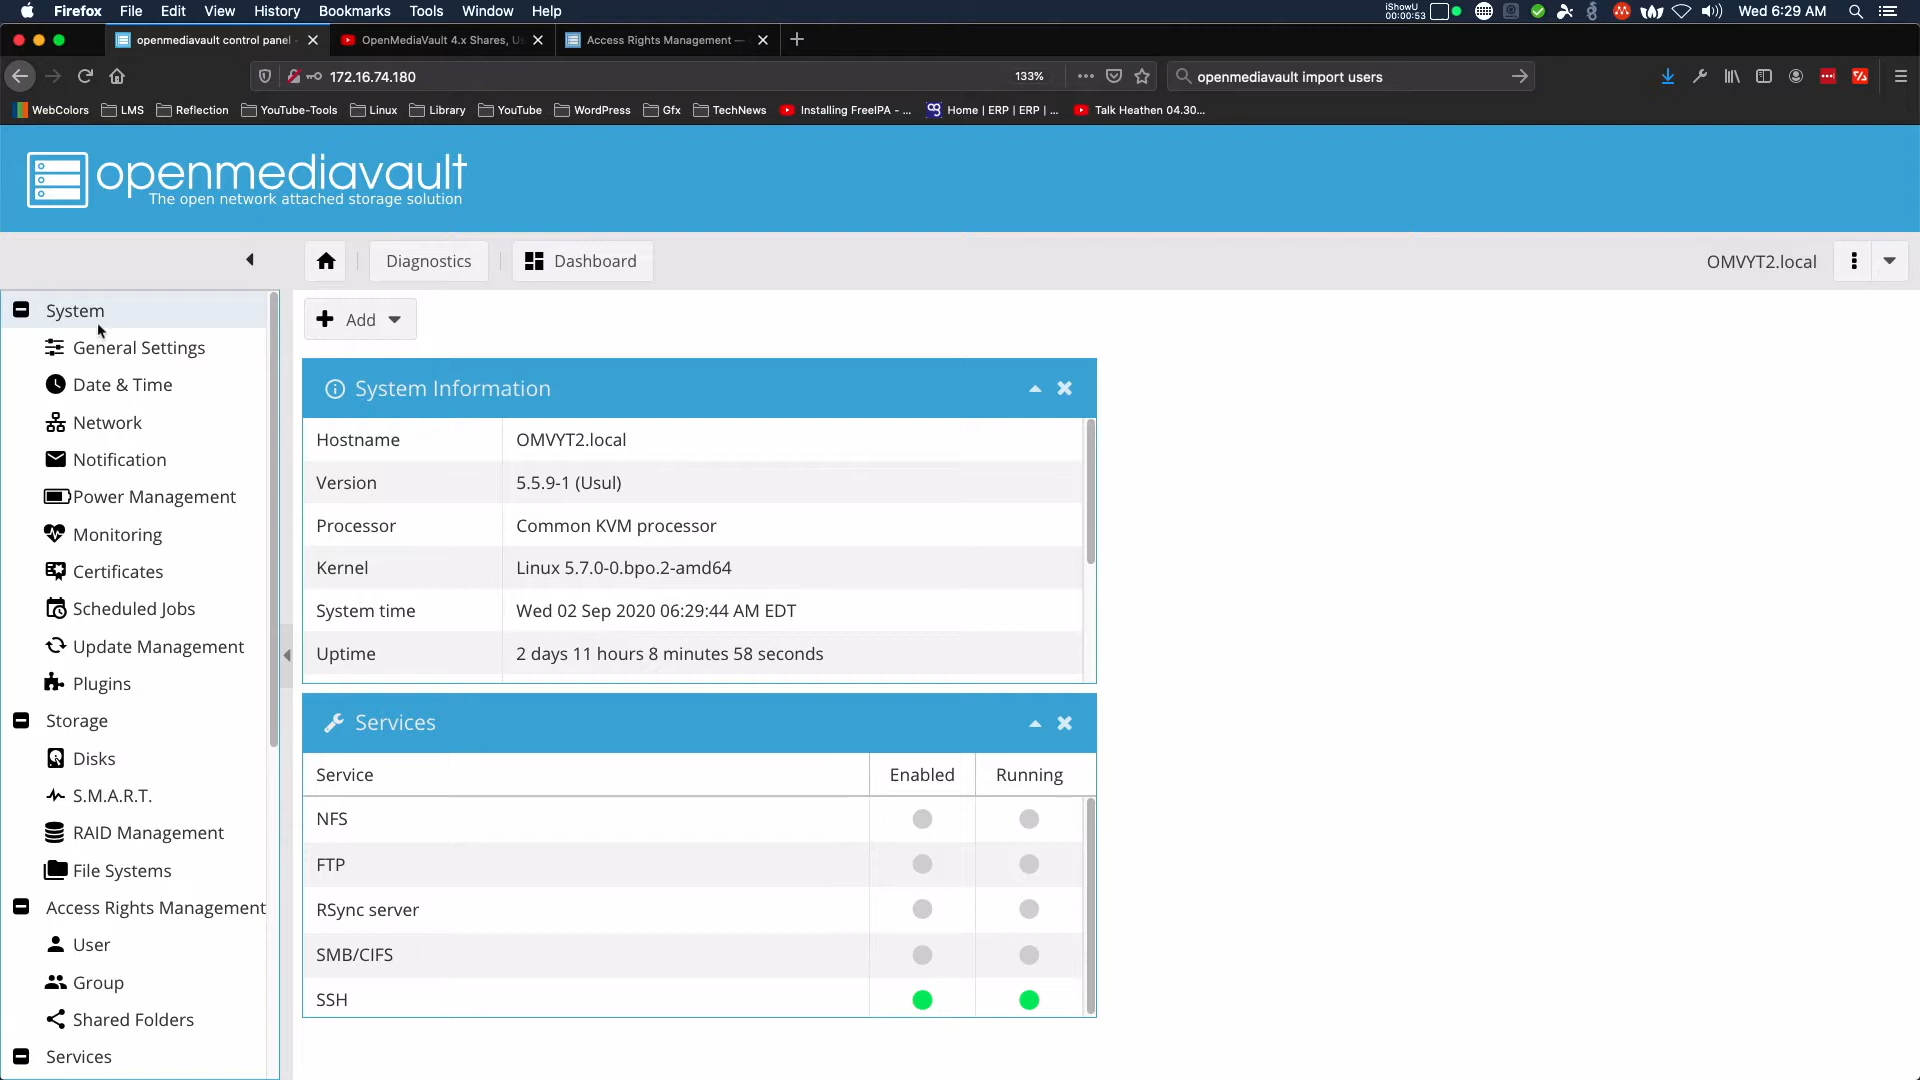 Firefox File Edit View History Bookmarks Tools Window Help
iShowU
00:00:53
Wed 6:29 AM
openmediavault control panel -
OpenMediaVault 4.x Shares, U
Access Rights Management —
172.16.74.180
133%
openmediavault import users
WebColors LMS Reflection YouTube-Tools Linux Library YouTube WordPress Gfx TechNews Installing FreeIPA - ... Home | ERP | ERP | ... Talk Heathen 04.30...
openmediavault
The open network attached storage solution
Diagnostics
Dashboard
OMVYT2.local
System
General Settings
Date & Time
Network
Notification
Power Management
Monitoring
Certificates
Scheduled Jobs
Update Management
Plugins
Storage
Disks
S.M.A.R.T.
RAID Management
File Systems
Access Rights Management
User
Group
Shared Folders
Services
Add
System Information
Hostname OMVYT2.local
Version 5.5.9-1 (Usul)
Processor Common KVM processor
Kernel Linux 5.7.0-0.bpo.2-amd64
System time Wed 02 Sep 2020 06:29:44 AM EDT
Uptime 2 days 11 hours 8 minutes 58 seconds
Services
Service Enabled Running
NFS
FTP
RSync server
SMB/CIFS
SSH